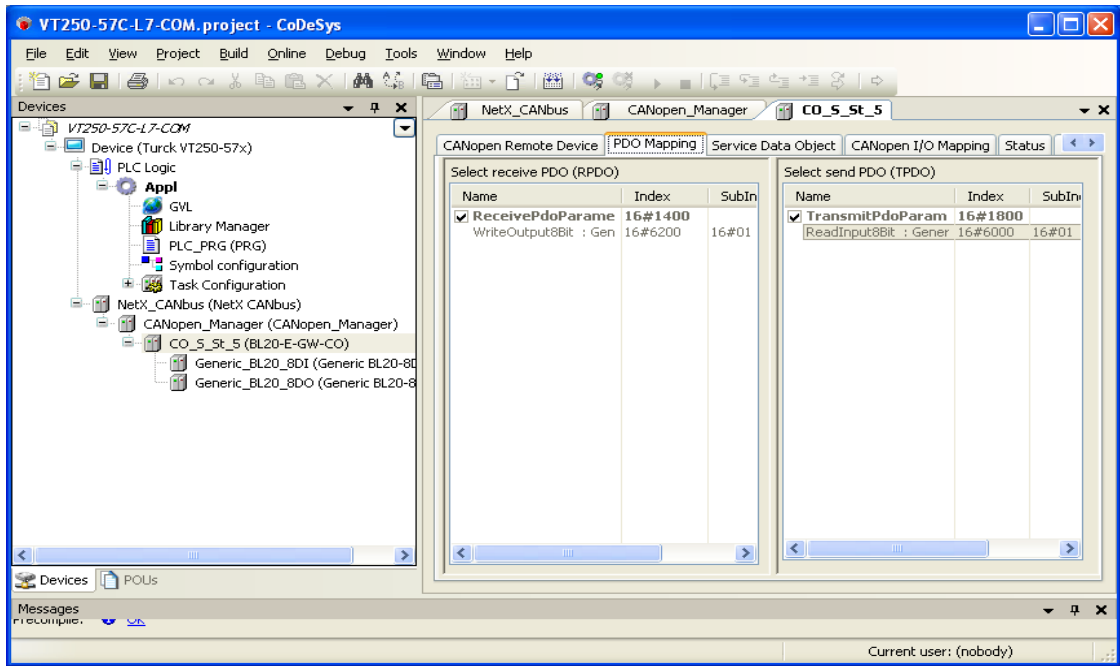 VT250-57C-L7-COM.project - CoDeSys
File Edit View Project Build Online Debug Tools Window Help
Devices
VT250-57C-L7-COM
Device (Turck VT250-57x)
PLC Logic
Appl
GVL
Library Manager
PLC_PRG (PRG)
Symbol configuration
Task Configuration
NetX_CANbus (NetX CANbus)
CANopen_Manager (CANopen_Manager)
CO_S_St_5 (BL20-E-GW-CO)
Generic_BL20_8DI (Generic BL20-8D
Generic_BL20_8DO (Generic BL20-8
Devices POUs
NetX_CANbus CANopen_Manager CO_S_St_5
CANopen Remote Device PDO Mapping Service Data Object CANopen I/O Mapping Status
Select receive PDO (RPDO)
Name Index SubIn
ReceivePdoParame 16#1400
WriteOutput8Bit : Gen 16#6200 16#01
Select send PDO (TPDO)
Name Index SubIn
TransmitPdoParam 16#1800
ReadInput8Bit : Gener 16#6000 16#01
Messages
Precompile: OK
Current user: (nobody)